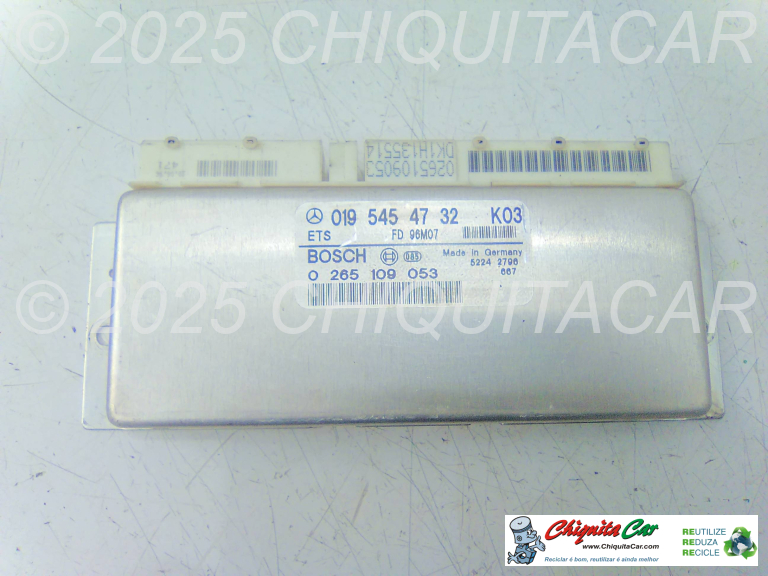 © 2025 CHIQUITACAR
471
0265109053
DK1H135514
019 545 47 32 K03
ETS FD 96M07
BOSCH Made in Germany
0 265 109 053 5224 2796
667
© 2025 CHIQUITACAR
Chiquita Car
www.ChiquitaCar.com
Reciclar é bom, reutilizar é ainda melhor
REUTILIZE
REDUZA
RECICLE